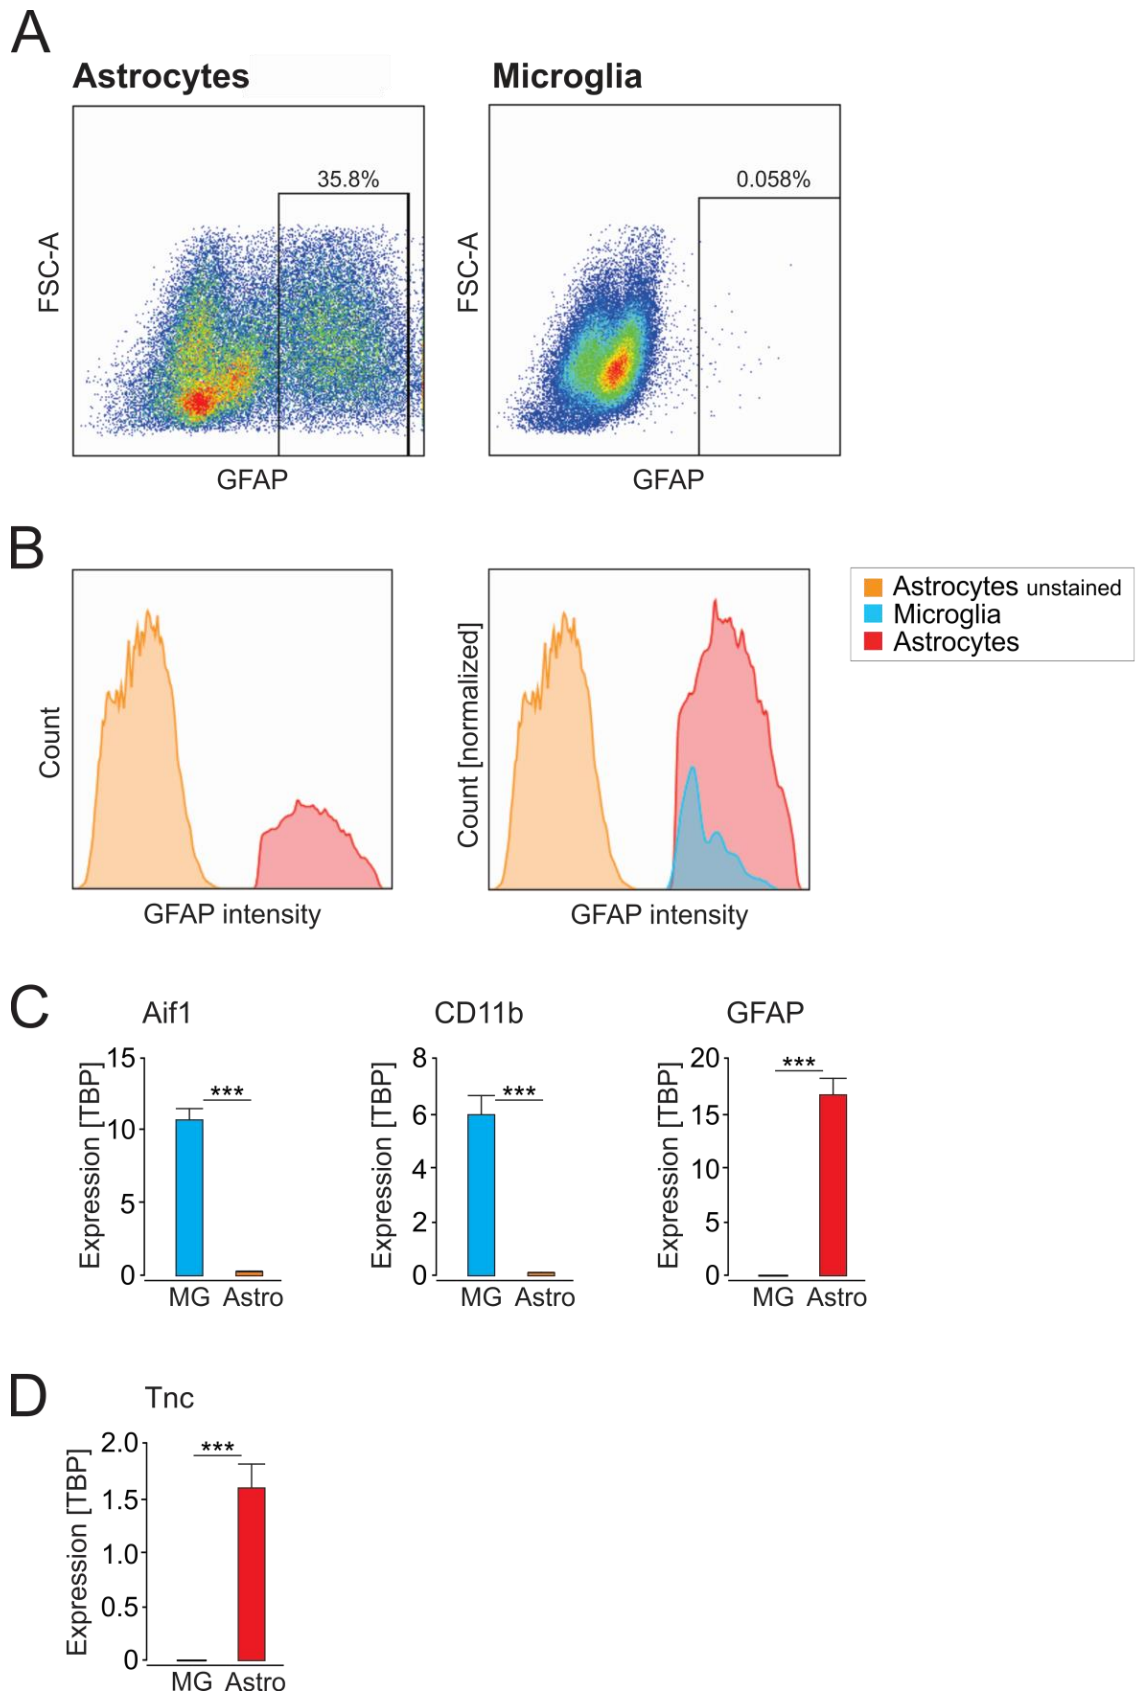 A
Astrocytes
Microglia
35.8%
0.058%
FSC-A
FSC-A
GFAP
GFAP
B
Count
Count [normalized]
GFAP intensity
GFAP intensity
Astrocytes unstained
Microglia
Astrocytes
C
Aif1
CD11b
GFAP
Expression [TBP]
15
10
5
0
***
MG Astro
Expression [TBP]
8
6
4
2
0
***
MG Astro
Expression [TBP]
20
15
10
5
0
***
MG Astro
D
Tnc
Expression [TBP]
2.0
1.5
1.0
0.5
0
***
MG Astro